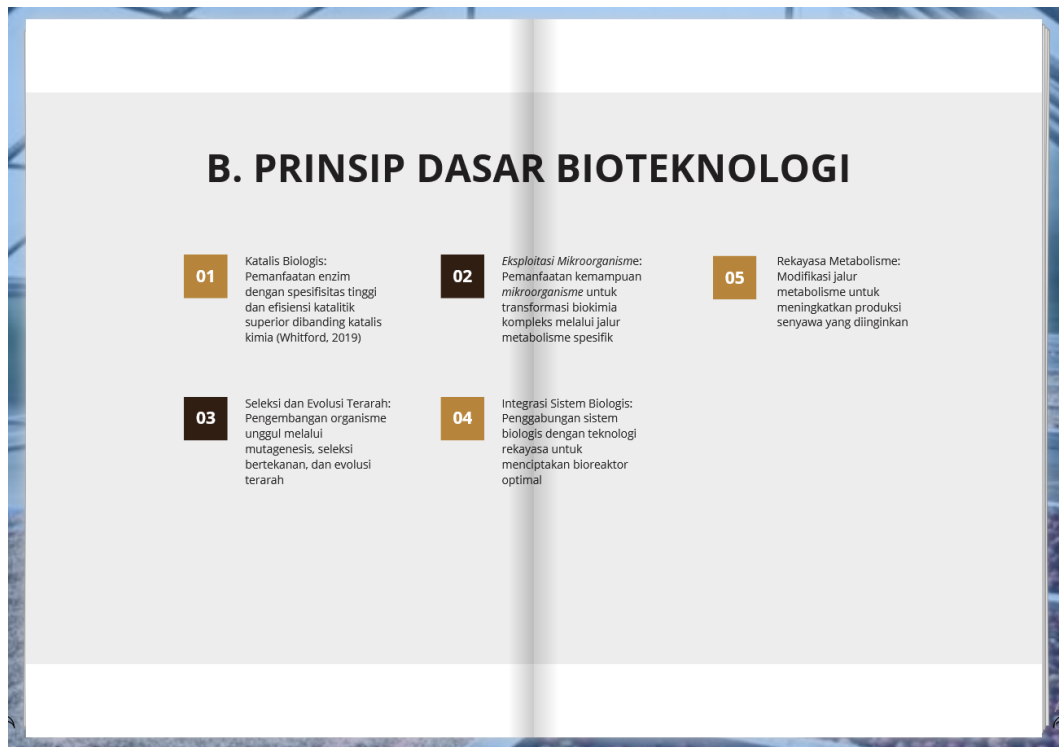 B. PRINSIP DASAR BIOTEKNOLOGI
01
Katalis Biologis:
Pemanfaatan enzim
dengan spesifisitas tinggi
dan efisiensi katalitik
superior dibanding katalis
kimia (Whitford, 2019)
02
Eksploitasi Mikroorganisme:
Pemanfaatan kemampuan
mikroorganisme untuk
transformasi biokimia
kompleks melalui jalur
metabolisme spesifik
03
Seleksi dan Evolusi Terarah:
Pengembangan organisme
unggul melalui
mutagenesis, seleksi
bertekanan, dan evolusi
terarah
04
Integrasi Sistem Biologis:
Penggabungan sistem
biologis dengan teknologi
rekayasa untuk
menciptakan bioreaktor
optimal
05
Rekayasa Metabolisme:
Modifikasi jalur
metabolisme untuk
meningkatkan produksi
senyawa yang diinginkan